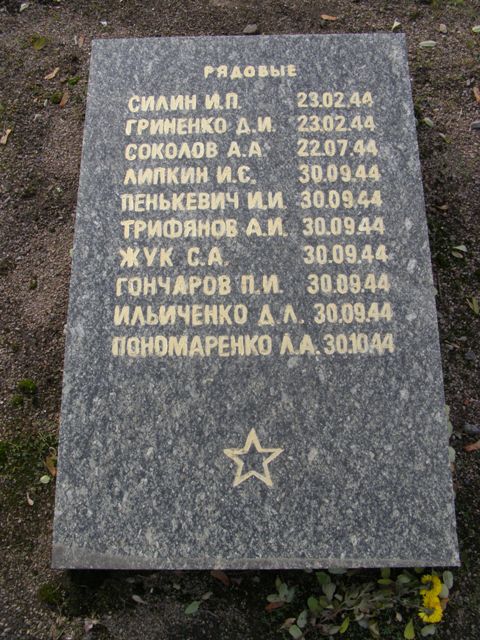 РЯДОВЫЕ
СИЛИН И.П. 23.02.44
ГРИНЕНКО Д.И. 23.02.44
СОКОЛОВ А.А. 22.07.44
ЛИПКИН И.С. 30.09.44
ПЕНЬКЕВИЧ И.И. 30.09.44
ТРИФЯНОВ А.И. 30.09.44
ЖУК С.А. 30.09.44
ГОНЧАРОВ П.И. 30.09.44
ИЛЬИЧЕНКО Д.Л. 30.09.44
ПОНОМАРЕНКО Л.А. 30.10.44